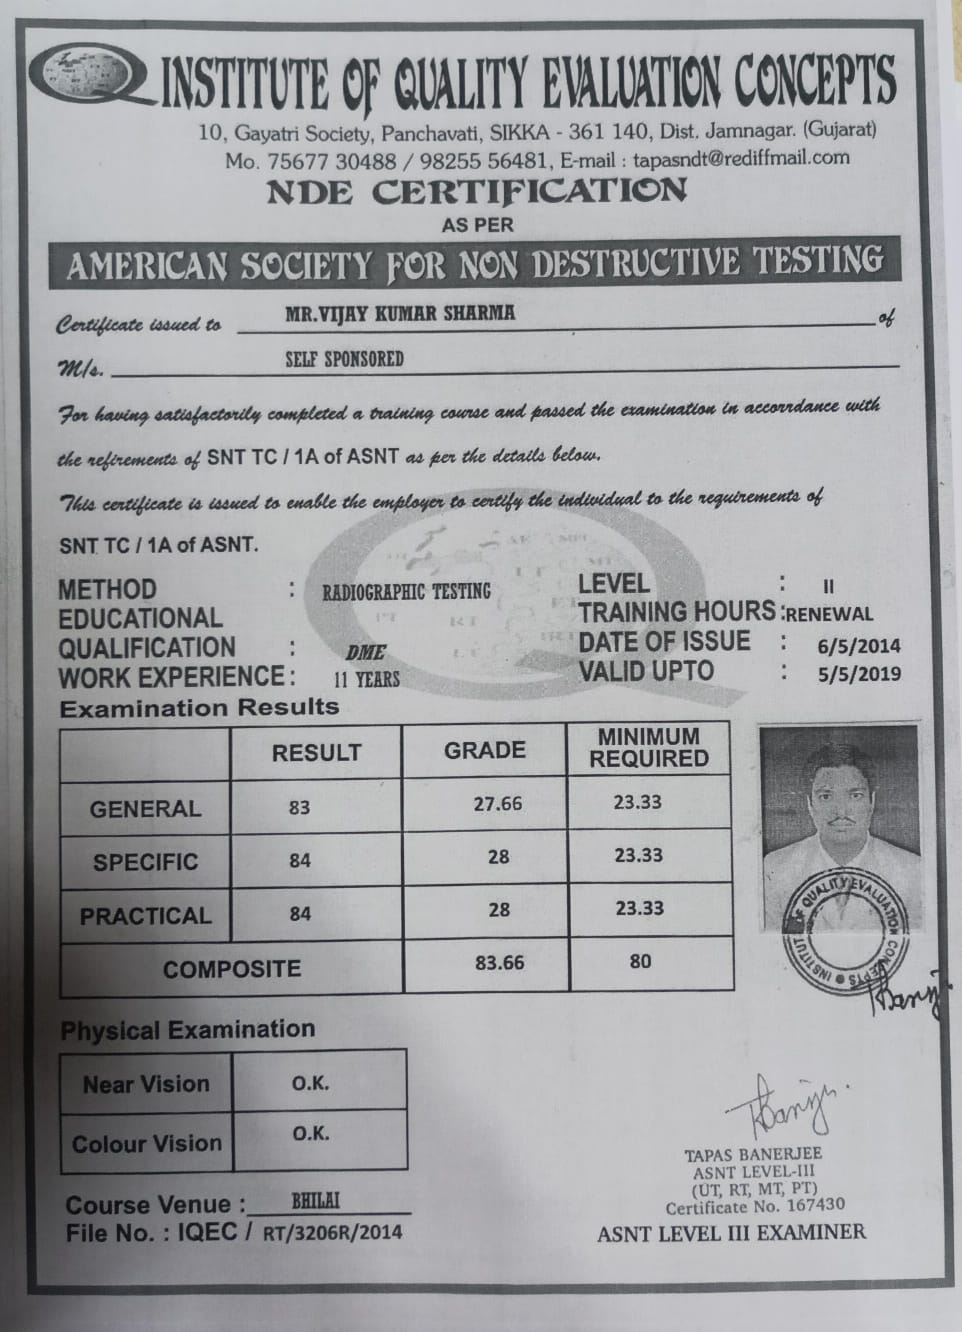 INSTITUTE OF QUALITY EVALUATION CONCEPTS
10, Gayatri Society, Panchavati, SIKKA - 361 140, Dist. Jamnagar. (Gujarat)
Mo. 75677 30488 / 98255 56481, E-mail : tapasndt@rediffmail.com
NDE CERTIFICATION
AS PER
AMERICAN SOCIETY FOR NON DESTRUCTIVE TESTING
Certificate issued to MR.VIJAY KUMAR SHARMA of
M/s. SELF SPONSORED
For having satisfactorily completed a training course and passed the examination in accorrdance with
the refirements of SNT TC / 1A of ASNT as per the details below.
This certificate is issued to enable the employer to certify the individual to the requirements of
SNT TC / 1A of ASNT.
METHOD : RADIOGRAPHIC TESTING
EDUCATIONAL
QUALIFICATION : DME
WORK EXPERIENCE : 11 YEARS
LEVEL : II
TRAINING HOURS : RENEWAL
DATE OF ISSUE : 6/5/2014
VALID UPTO : 5/5/2019
Examination Results
RESULT GRADE MINIMUM REQUIRED
GENERAL 83 27.66 23.33
SPECIFIC 84 28 23.33
PRACTICAL 84 28 23.33
COMPOSITE 83.66 80
INSTITUT OF QUALITY EVALUATION CONCEPTS
Physical Examination
Near Vision O.K.
Colour Vision O.K.
Course Venue : BHILAI
File No. : IQEC / RT/3206R/2014
TAPAS BANERJEE
ASNT LEVEL-III
(UT, RT, MT, PT)
Certificate No. 167430
ASNT LEVEL III EXAMINER